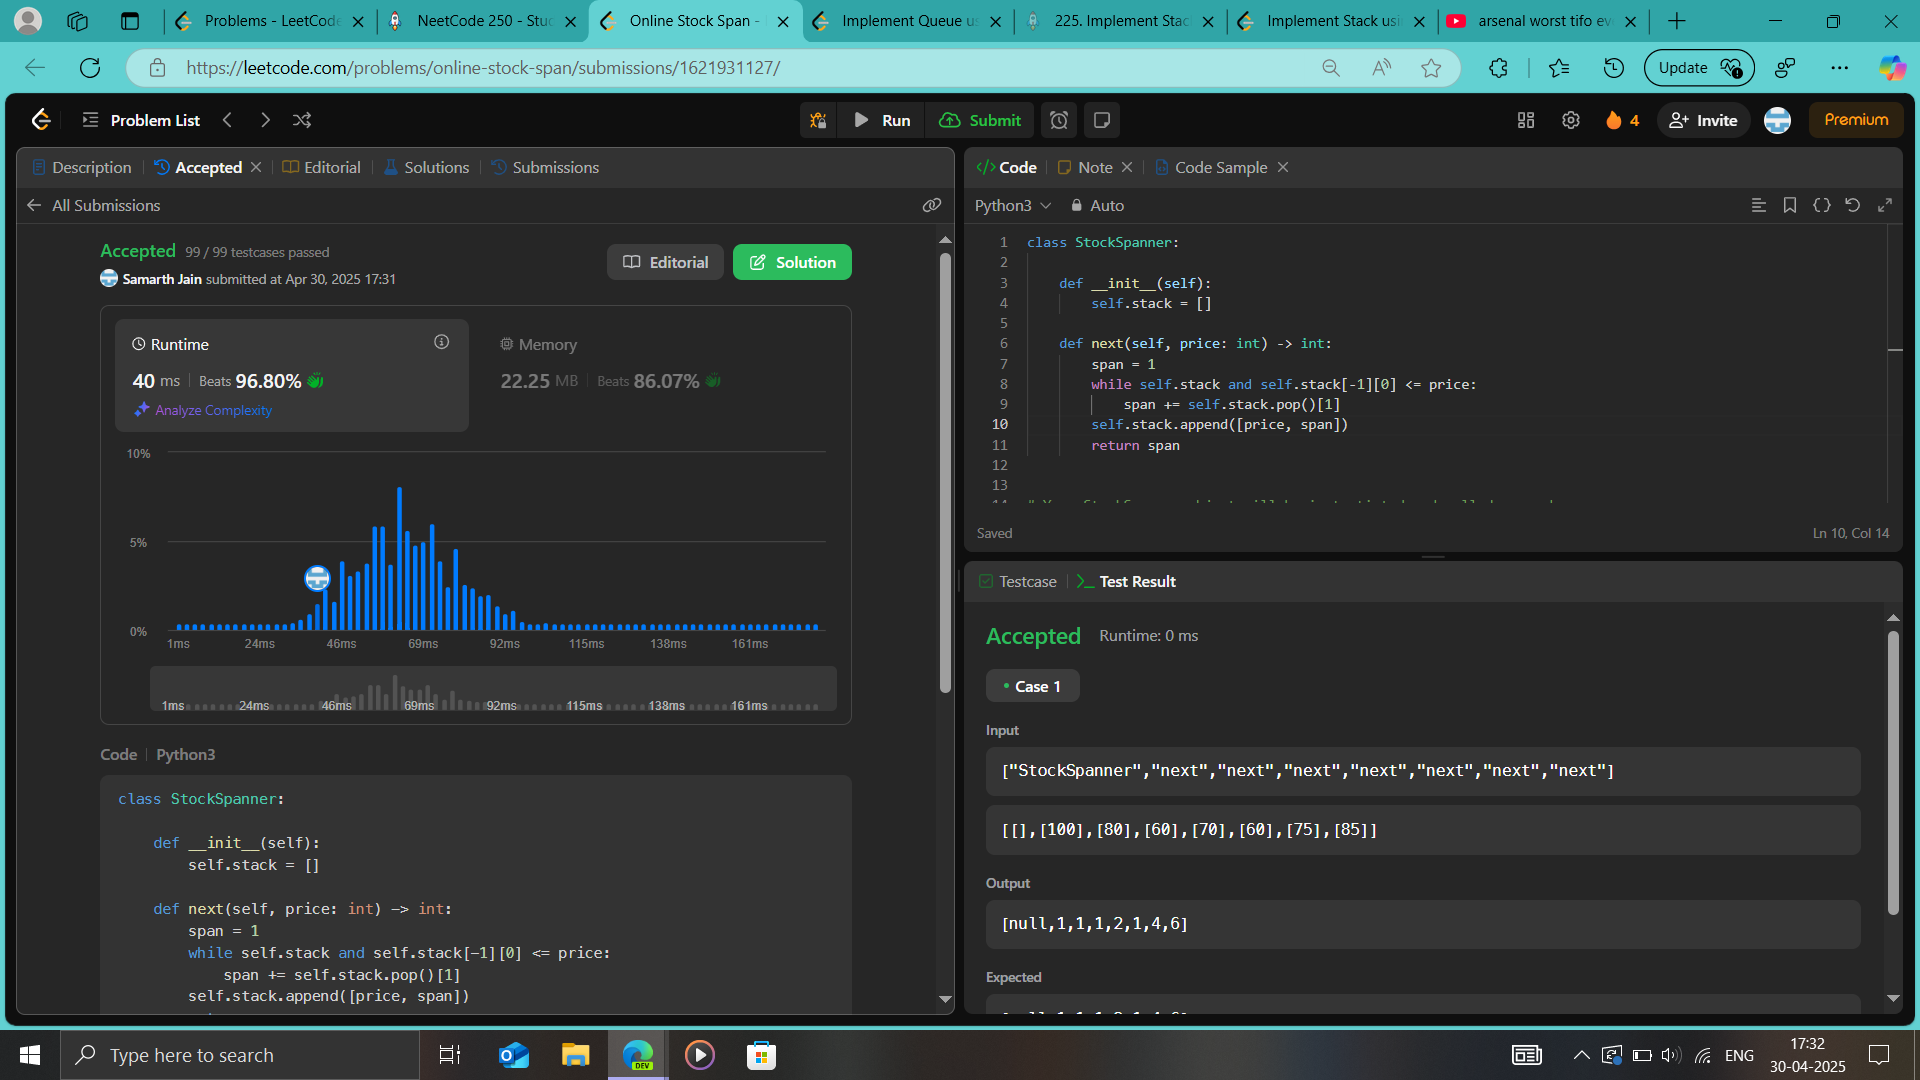 Problems - LeetCode
NeetCode 250 - Stuc
Online Stock Span -
Implement Queue us
225. Implement Stac
Implement Stack usi
arsenal worst tifo ev
https://leetcode.com/problems/online-stock-span/submissions/1621931127/
Update
Problem List
Run
Submit
4
Invite
Premium
Description
Accepted
Editorial
Solutions
Submissions
All Submissions
Accepted 99 / 99 testcases passed
Samarth Jain submitted at Apr 30, 2025 17:31
Editorial
Solution
Runtime
40 ms Beats 96.80%
Analyze Complexity
Memory
22.25 MB Beats 86.07%
10%
5%
0%
1ms 24ms 46ms 69ms 92ms 115ms 138ms 161ms
1ms 24ms 46ms 69ms 92ms 115ms 138ms 161ms
Code Python3
class StockSpanner:
def __init__(self):
self.stack = []
def next(self, price: int) -> int:
span = 1
while self.stack and self.stack[-1][0] <= price:
span += self.stack.pop()[1]
self.stack.append([price, span])
Code
Note
Code Sample
Python3
Auto
1 class StockSpanner:
2
3 def __init__(self):
4 self.stack = []
5
6 def next(self, price: int) -> int:
7 span = 1
8 while self.stack and self.stack[-1][0] <= price:
9 span += self.stack.pop()[1]
10 self.stack.append([price, span])
11 return span
12
13
Saved
Ln 10, Col 14
Testcase
Test Result
Accepted Runtime: 0 ms
Case 1
Input
["StockSpanner","next","next","next","next","next","next","next"]
[[],[100],[80],[60],[70],[60],[75],[85]]
Output
[null,1,1,1,2,1,4,6]
Expected
Type here to search
DEV
ENG
17:32
30-04-2025